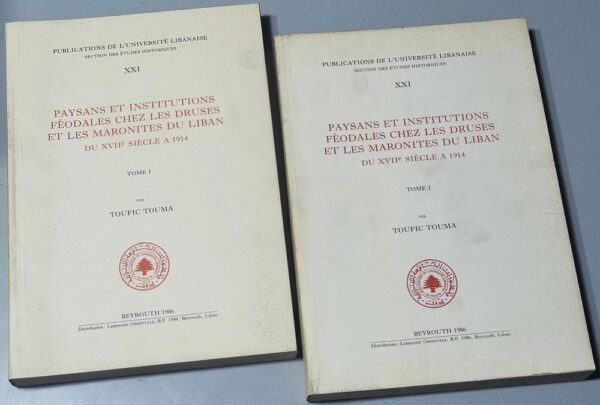 PUBLICATIONS DE L'UNIVERSITÉ LIBANAISE
SECTION DES ÉTUDES HISTORIQUES
XXI
PAYSANS ET INSTITUTIONS
FÉODALES CHEZ LES DRUSES
ET LES MARONITES DU LIBAN
DU XVIIe SIÈCLE A 1914
TOME I
PAR
TOUFIC TOUMA
BEYROUTH 1986
Distribution: LIBRAIRIE ORIENTALE, B.P. 1986, Beyrouth, Liban
PUBLICATIONS DE L'UNIVERSITÉ LIBANAISE
SECTION DES ÉTUDES HISTORIQUES
XXI
PAYSANS ET INSTITUTIONS
FÉODALES CHEZ LES DRUSES
ET LES MARONITES DU LIBAN
DU XVIIe SIÈCLE A 1914
TOME I
PAR
TOUFIC TOUMA
BEYROUTH 1986
Distribution: LIBRAIRIE ORIENTALE, B.P. 1986, Beyrouth, Liban